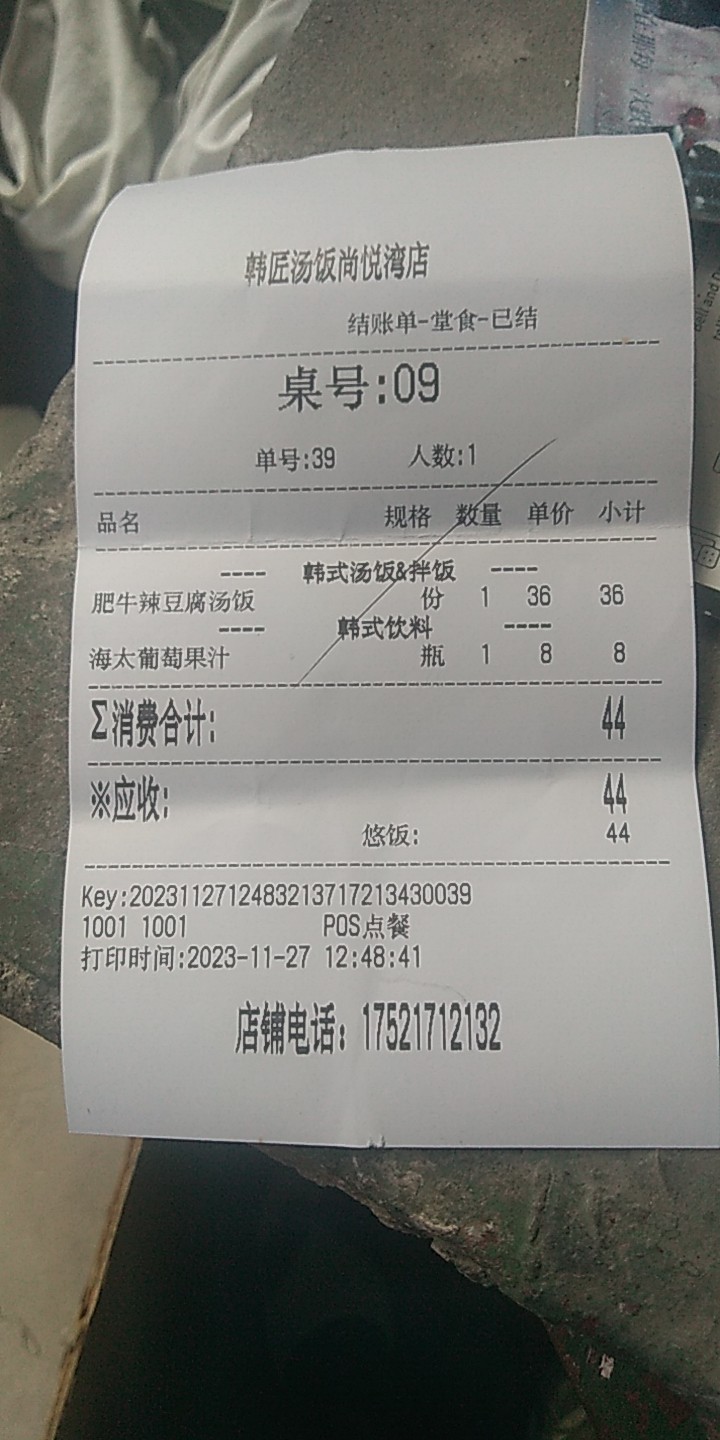 韩匠汤饭尚悦湾店
结账单-堂食-已结
桌号:09
单号:39 人数:1
品名 规格 数量 单价 小计
---- 韩式汤饭&拌饭 ----
肥牛辣豆腐汤饭 份 1 36 36
---- 韩式饮料 ----
海太葡萄果汁 瓶 1 8 8
Σ消费合计: 44
※应收: 44
悠饭: 44
Key:2023112712483213717213430039
1001 1001 POS点餐
打印时间:2023-11-27 12:48:41
店铺电话：17521712132